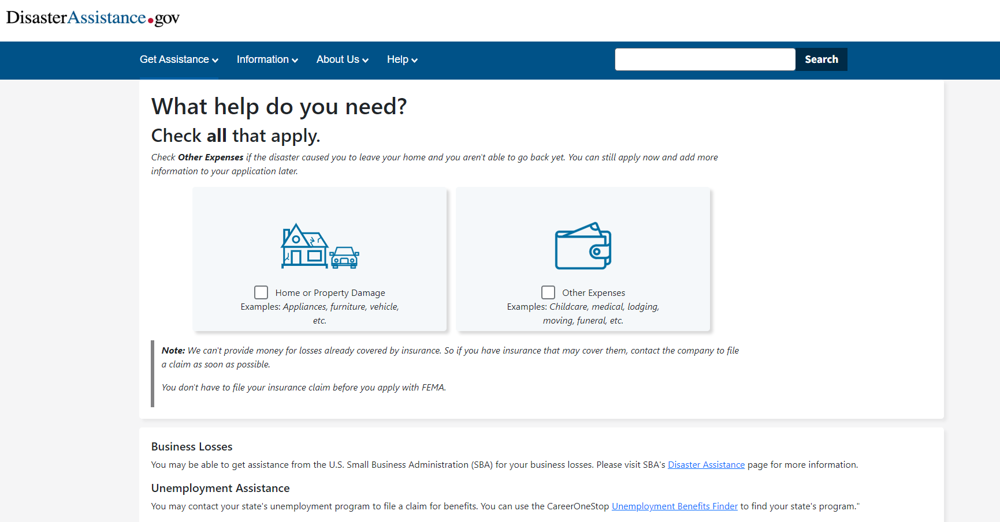 DisasterAssistance.gov
Get Assistance
Information
About Us
Help
Search
What help do you need?
Check all that apply.
Check Other Expenses if the disaster caused you to leave your home and you aren't able to go back yet. You can still apply now and add more
information to your application later.
Home or Property Damage
Examples: Appliances, furniture, vehicle,
etc.
Other Expenses
Examples: Childcare, medical, lodging,
moving, funeral, etc.
Note: We can't provide money for losses already covered by insurance. So if you have insurance that may cover them, contact the company to file
a claim as soon as possible.
You don't have to file your insurance claim before you apply with FEMA.
Business Losses
You may be able to get assistance from the U.S. Small Business Administration (SBA) for your business losses. Please visit SBA's Disaster Assistance page for more information.
Unemployment Assistance
You may contact your state's unemployment program to file a claim for benefits. You can use the CareerOneStop Unemployment Benefits Finder to find your state's program."